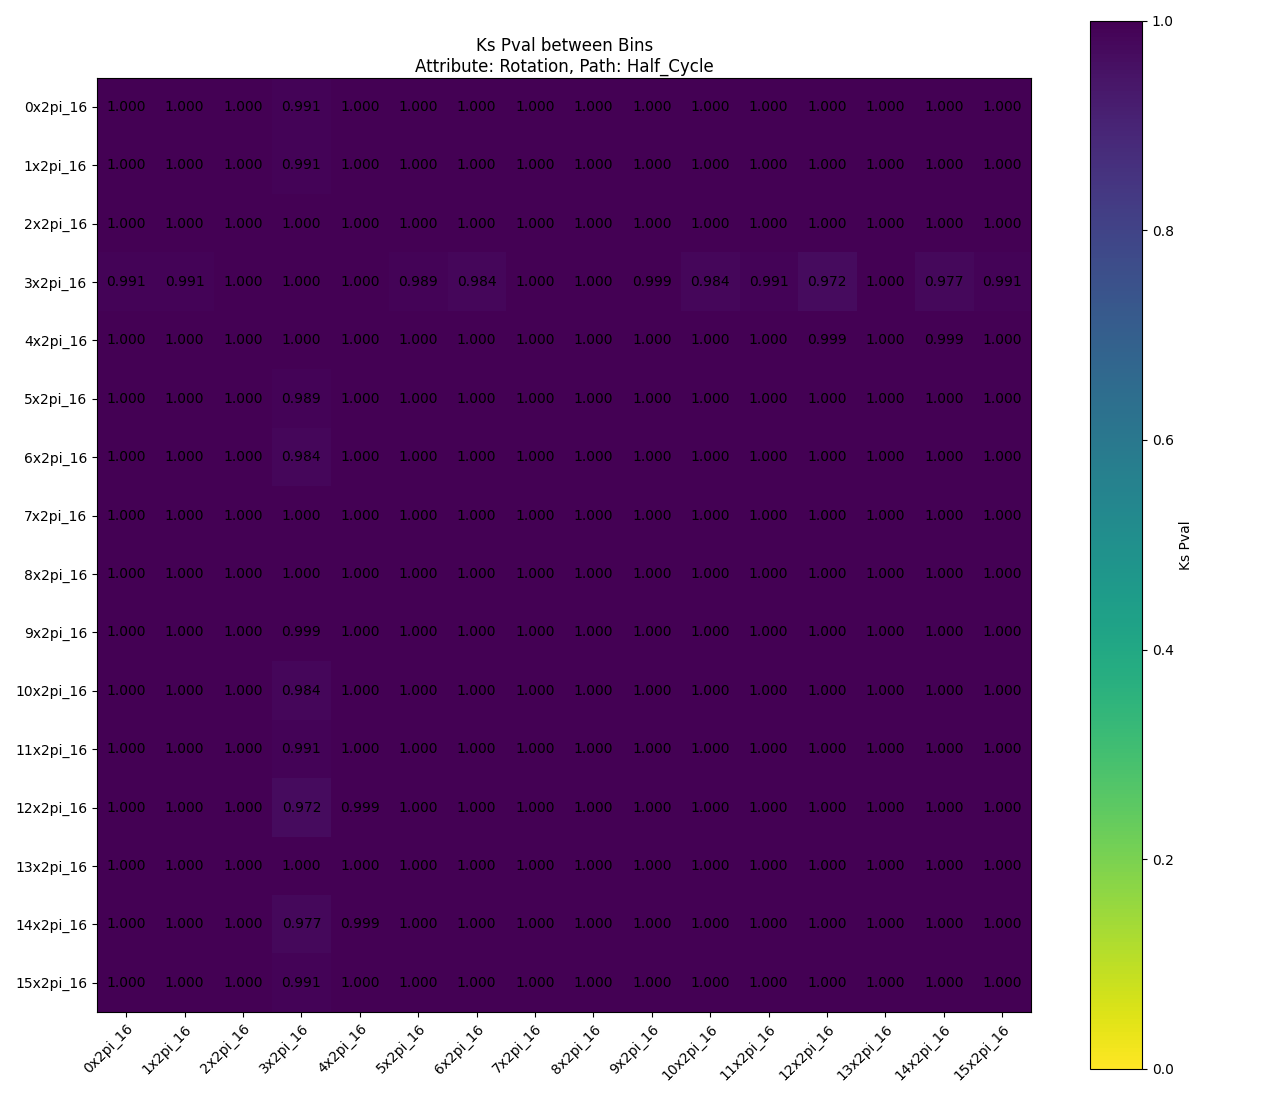 Ks Pval between Bins
Attribute: Rotation, Path: Half_Cycle
0x2pi_16 1.000 1.000 1.000 0.991 1.000 1.000 1.000 1.000 1.000 1.000 1.000 1.000 1.000 1.000 1.000 1.000
1x2pi_16 1.000 1.000 1.000 0.991 1.000 1.000 1.000 1.000 1.000 1.000 1.000 1.000 1.000 1.000 1.000 1.000
2x2pi_16 1.000 1.000 1.000 1.000 1.000 1.000 1.000 1.000 1.000 1.000 1.000 1.000 1.000 1.000 1.000 1.000
3x2pi_16 0.991 0.991 1.000 1.000 1.000 0.989 0.984 1.000 1.000 0.999 0.984 0.991 0.972 1.000 0.977 0.991
4x2pi_16 1.000 1.000 1.000 1.000 1.000 1.000 1.000 1.000 1.000 1.000 1.000 1.000 0.999 1.000 0.999 1.000
5x2pi_16 1.000 1.000 1.000 0.989 1.000 1.000 1.000 1.000 1.000 1.000 1.000 1.000 1.000 1.000 1.000 1.000
6x2pi_16 1.000 1.000 1.000 0.984 1.000 1.000 1.000 1.000 1.000 1.000 1.000 1.000 1.000 1.000 1.000 1.000
7x2pi_16 1.000 1.000 1.000 1.000 1.000 1.000 1.000 1.000 1.000 1.000 1.000 1.000 1.000 1.000 1.000 1.000
8x2pi_16 1.000 1.000 1.000 1.000 1.000 1.000 1.000 1.000 1.000 1.000 1.000 1.000 1.000 1.000 1.000 1.000
9x2pi_16 1.000 1.000 1.000 0.999 1.000 1.000 1.000 1.000 1.000 1.000 1.000 1.000 1.000 1.000 1.000 1.000
10x2pi_16 1.000 1.000 1.000 0.984 1.000 1.000 1.000 1.000 1.000 1.000 1.000 1.000 1.000 1.000 1.000 1.000
11x2pi_16 1.000 1.000 1.000 0.991 1.000 1.000 1.000 1.000 1.000 1.000 1.000 1.000 1.000 1.000 1.000 1.000
12x2pi_16 1.000 1.000 1.000 0.972 0.999 1.000 1.000 1.000 1.000 1.000 1.000 1.000 1.000 1.000 1.000 1.000
13x2pi_16 1.000 1.000 1.000 1.000 1.000 1.000 1.000 1.000 1.000 1.000 1.000 1.000 1.000 1.000 1.000 1.000
14x2pi_16 1.000 1.000 1.000 0.977 0.999 1.000 1.000 1.000 1.000 1.000 1.000 1.000 1.000 1.000 1.000 1.000
15x2pi_16 1.000 1.000 1.000 0.991 1.000 1.000 1.000 1.000 1.000 1.000 1.000 1.000 1.000 1.000 1.000 1.000
0x2pi_16 1x2pi_16 2x2pi_16 3x2pi_16 4x2pi_16 5x2pi_16 6x2pi_16 7x2pi_16 8x2pi_16 9x2pi_16 10x2pi_16 11x2pi_16 12x2pi_16 13x2pi_16 14x2pi_16 15x2pi_16
1.0
0.8
0.6
0.4
0.2
0.0
Ks Pval